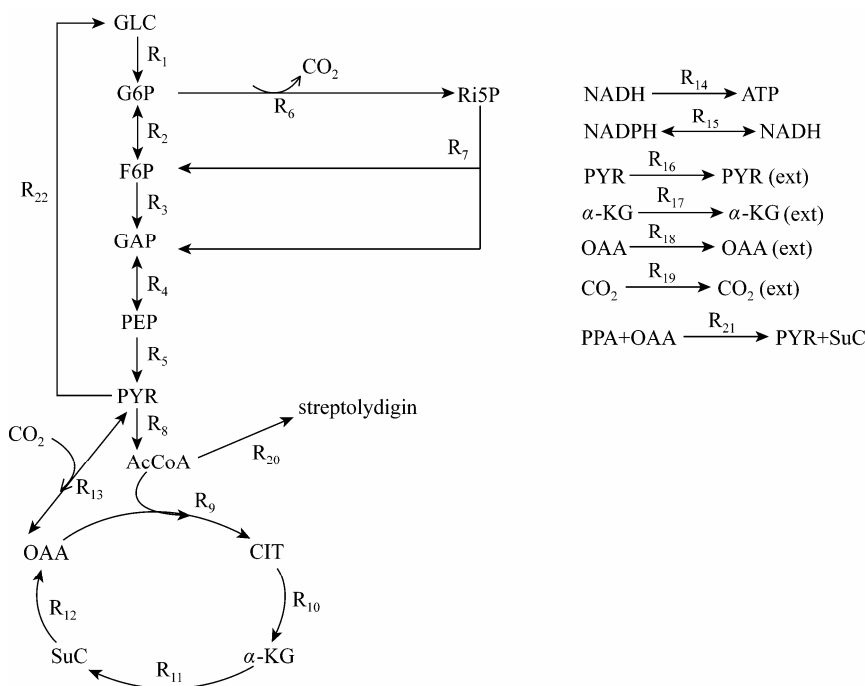 GLC
R1
G6P
CO2
R6
Ri5P
R2
R7
F6P
R22
R3
GAP
R4
PEP
R5
PYR
R8
CO2
AcCoA
streptolydigin
R20
R13
R9
OAA
CIT
R12
R10
SuC
R11
α-KG
NADH R14 ATP
NADPH R15 NADH
PYR R16 PYR (ext)
α-KG R17 α-KG (ext)
OAA R18 OAA (ext)
CO2 R19 CO2 (ext)
PPA+OAA R21 PYR+SuC